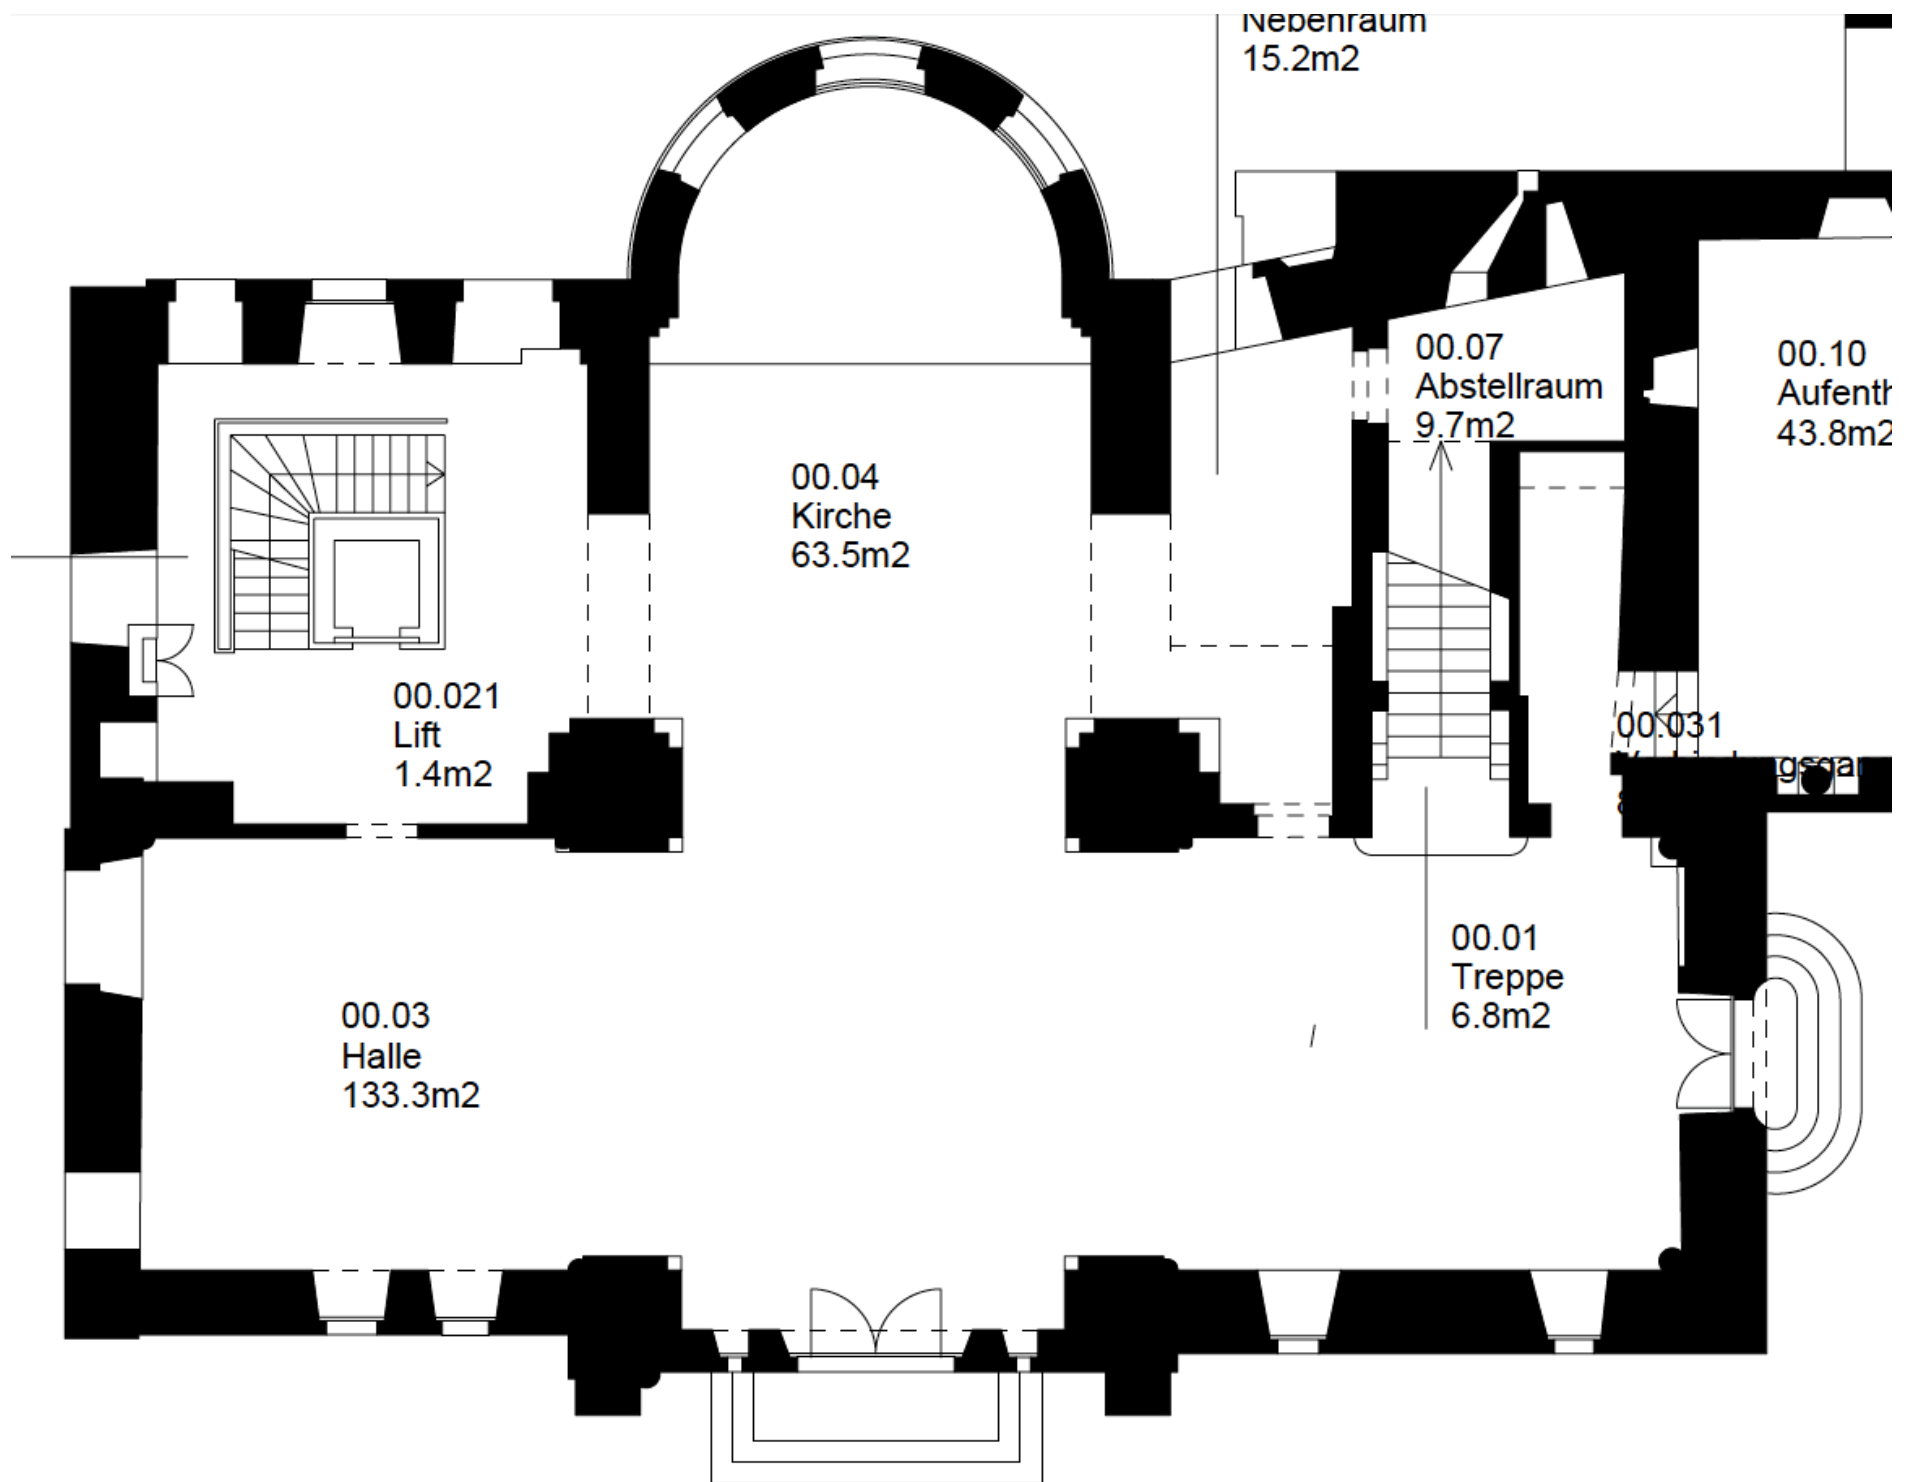 Nebenraum
15.2m2
00.07
Abstellraum
9.7m2
00.10
Aufenth
43.8m2
00.04
Kirche
63.5m2
00.021
Lift
1.4m2
00.031
00.01
Treppe
6.8m2
00.03
Halle
133.3m2